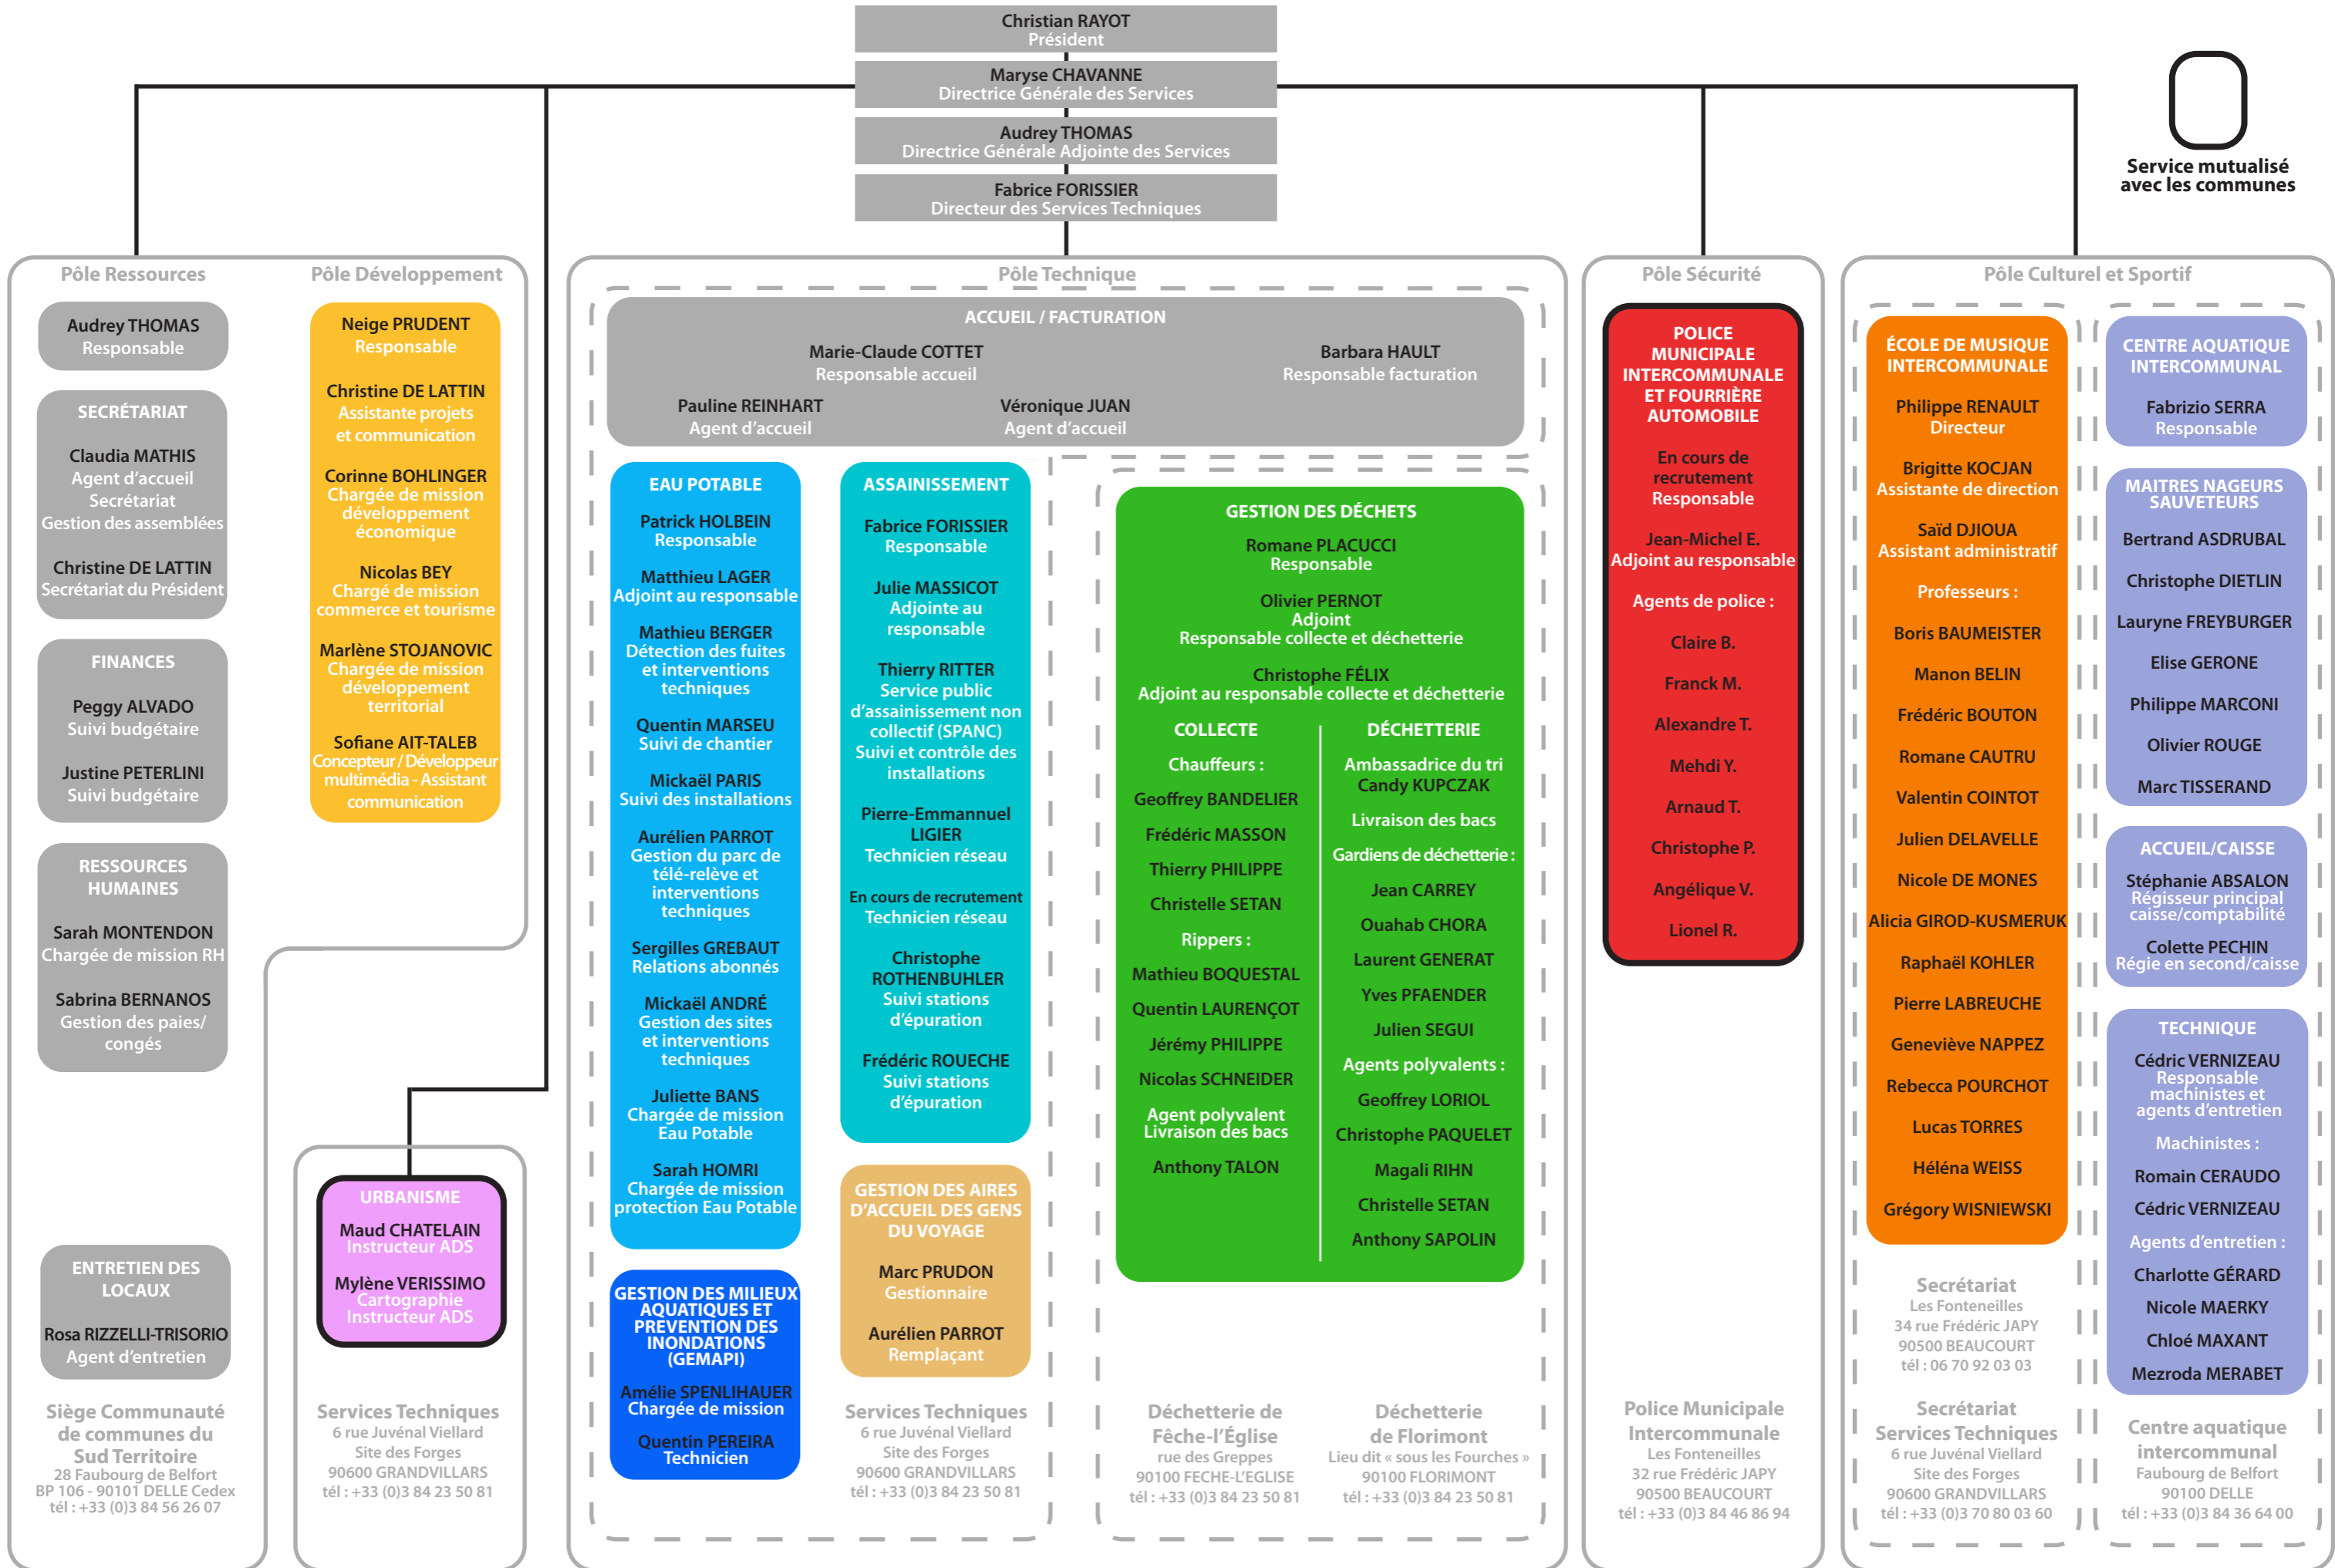 Christian RAYOT
Président
Maryse CHAVANNE
Directrice Générale des Services
Audrey THOMAS
Directrice Générale Adjointe des Services
Fabrice FORISSIER
Directeur des Services Techniques
Service mutualisé
avec les communes
Pôle Ressources
Audrey THOMAS
Responsable
SECRÉTARIAT
Claudia MATHIS
Agent d’accueil
Secrétariat
Gestion des assemblées
Christine DE LATTIN
Secrétariat du Président
FINANCES
Peggy ALVADO
Suivi budgétaire
Justine PETERLINI
Suivi budgétaire
RESSOURCES
HUMAINES
Sarah MONTENDON
Chargée de mission RH
Sabrina BERNANOS
Gestion des paies/
congés
ENTRETIEN DES
LOCAUX
Rosa RIZZELLI-TRISORIO
Agent d’entretien
Siège Communauté
de communes du
Sud Territoire
28 Faubourg de Belfort
BP 106 - 90101 DELLE Cedex
tél : +33 (0)3 84 56 26 07
Pôle Développement
Neige PRUDENT
Responsable
Christine DE LATTIN
Assistante projets
et communication
Corinne BOHLINGER
Chargée de mission
développement
économique
Nicolas BEY
Chargé de mission
commerce et tourisme
Marlène STOJANOVIC
Chargée de mission
développement
territorial
Sofiane AIT-TALEB
Concepteur / Développeur
multimédia - Assistant
communication
URBANISME
Maud CHATELAIN
Instructeur ADS
Mylène VERISSIMO
Cartographie
Instructeur ADS
Services Techniques
6 rue Juvénal Viellard
Site des Forges
90600 GRANDVILLARS
tél : +33 (0)3 84 23 50 81
Pôle Technique
ACCUEIL / FACTURATION
Marie-Claude COTTET
Responsable accueil
Barbara HAULT
Responsable facturation
Pauline REINHART
Agent d’accueil
Véronique JUAN
Agent d’accueil
EAU POTABLE
Patrick HOLBEIN
Responsable
Matthieu LAGER
Adjoint au responsable
Mathieu BERGER
Détection des fuites
et interventions
techniques
Quentin MARSEU
Suivi de chantier
Mickaël PARIS
Suivi des installations
Aurélien PARROT
Gestion du parc de
télé-relève et
interventions
techniques
Sergilles GREBAUT
Relations abonnés
Mickaël ANDRÉ
Gestion des sites
et interventions
techniques
Juliette BANS
Chargée de mission
Eau Potable
Sarah HOMRI
Chargée de mission
protection Eau Potable
GESTION DES MILIEUX
AQUATIQUES ET
PRÉVENTION DES
INONDATIONS
(GEMAPI)
Amélie SPENLIHAUER
Chargée de mission
Quentin PEREIRA
Technicien
ASSAINISSEMENT
Fabrice FORISSIER
Responsable
Julie MASSICOT
Adjointe au
responsable
Thierry RITTER
Service public
d’assainissement non
collectif (SPANC)
Suivi et contrôle des
installations
Pierre-Emmannuel
LIGIER
Technicien réseau
En cours de recrutement
Technicien réseau
Christophe
ROTHENBUHLER
Suivi stations
d’épuration
Frédéric ROUECHE
Suivi stations
d’épuration
GESTION DES AIRES
D’ACCUEIL DES GENS
DU VOYAGE
Marc PRUDON
Gestionnaire
Aurélien PARROT
Remplaçant
Services Techniques
6 rue Juvénal Viellard
Site des Forges
90600 GRANDVILLARS
tél : +33 (0)3 84 23 50 81
GESTION DES DÉCHETS
Romane PLACUCCI
Responsable
Olivier PERNOT
Adjoint
Responsable collecte et déchetterie
Christophe FÉLIX
Adjoint au responsable collecte et déchetterie
COLLECTE
Chauffeurs :
Geoffrey BANDELIER
Frédéric MASSON
Thierry PHILIPPE
Christelle SETAN
Rippers :
Mathieu BOQUESTAL
Quentin LAURENÇOT
Jérémy PHILIPPE
Nicolas SCHNEIDER
Agent polyvalent
Livraison des bacs
Anthony TALON
DÉCHETTERIE
Ambassadrice du tri
Candy KUPCZAK
Livraison des bacs
Gardiens de déchetterie :
Jean CARREY
Ouahab CHORA
Laurent GENERAT
Yves PFAENDER
Julien SEGUI
Agents polyvalents :
Geoffrey LORIOL
Christophe PAQUELET
Magali RIHN
Christelle SETAN
Anthony SAPOLIN
Déchetterie de
Fêche-l’Église
rue des Greppes
90100 FECHE-L’EGLISE
tél : +33 (0)3 84 23 50 81
Déchetterie
de Florimont
Lieu dit « sous les Fourches »
90100 FLORIMONT
tél : +33 (0)3 84 23 50 81
Pôle Sécurité
POLICE
MUNICIPALE
INTERCOMMUNALE
ET FOURRIÈRE
AUTOMOBILE
En cours de
recrutement
Responsable
Jean-Michel E.
Adjoint au responsable
Agents de police :
Claire B.
Franck M.
Alexandre T.
Mehdi Y.
Arnaud T.
Christophe P.
Angélique V.
Lionel R.
Police Municipale
Intercommunale
Les Fonteneilles
32 rue Frédéric JAPY
90500 BEAUCOURT
tél : +33 (0)3 84 46 86 94
Pôle Culturel et Sportif
ÉCOLE DE MUSIQUE
INTERCOMMUNALE
Philippe RENAULT
Directeur
Brigitte KOCJAN
Assistante de direction
Saïd DJIOUA
Assistant administratif
Professeurs :
Boris BAUMEISTER
Manon BELIN
Frédéric BOUTON
Romane CAUTRU
Valentin COINTOT
Julien DELAVELLE
Nicole DE MONES
Alicia GIROD-KUSMERUK
Raphaël KOHLER
Pierre LABREUCHE
Geneviève NAPPEZ
Rebecca POURCHOT
Lucas TORRES
Héléna WEISS
Grégory WISNIEWSKI
Secrétariat
Les Fonteneilles
34 rue Frédéric JAPY
90500 BEAUCOURT
tél : 06 70 92 03 03
Secrétariat
Services Techniques
6 rue Juvénal Viellard
Site des Forges
90600 GRANDVILLARS
tél : +33 (0)3 70 80 03 60
CENTRE AQUATIQUE
INTERCOMMUNAL
Fabrizio SERRA
Responsable
MAITRES NAGEURS
SAUVETEURS
Bertrand ASDRUBAL
Christophe DIETLIN
Lauryne FREYBURGER
Elise GERONE
Philippe MARCONI
Olivier ROUGE
Marc TISSERAND
ACCUEIL/CAISSE
Stéphanie ABSALON
Régisseur principal
caisse/comptabilité
Colette PECHIN
Régie en second/caisse
TECHNIQUE
Cédric VERNIZEAU
Responsable
machinistes et
agents d’entretien
Machinistes :
Romain CERAUDO
Cédric VERNIZEAU
Agents d’entretien :
Charlotte GÉRARD
Nicole MAERKY
Chloé MAXANT
Mezroda MERABET
Centre aquatique
intercommunal
Faubourg de Belfort
90100 DELLE
tél : +33 (0)3 84 36 64 00